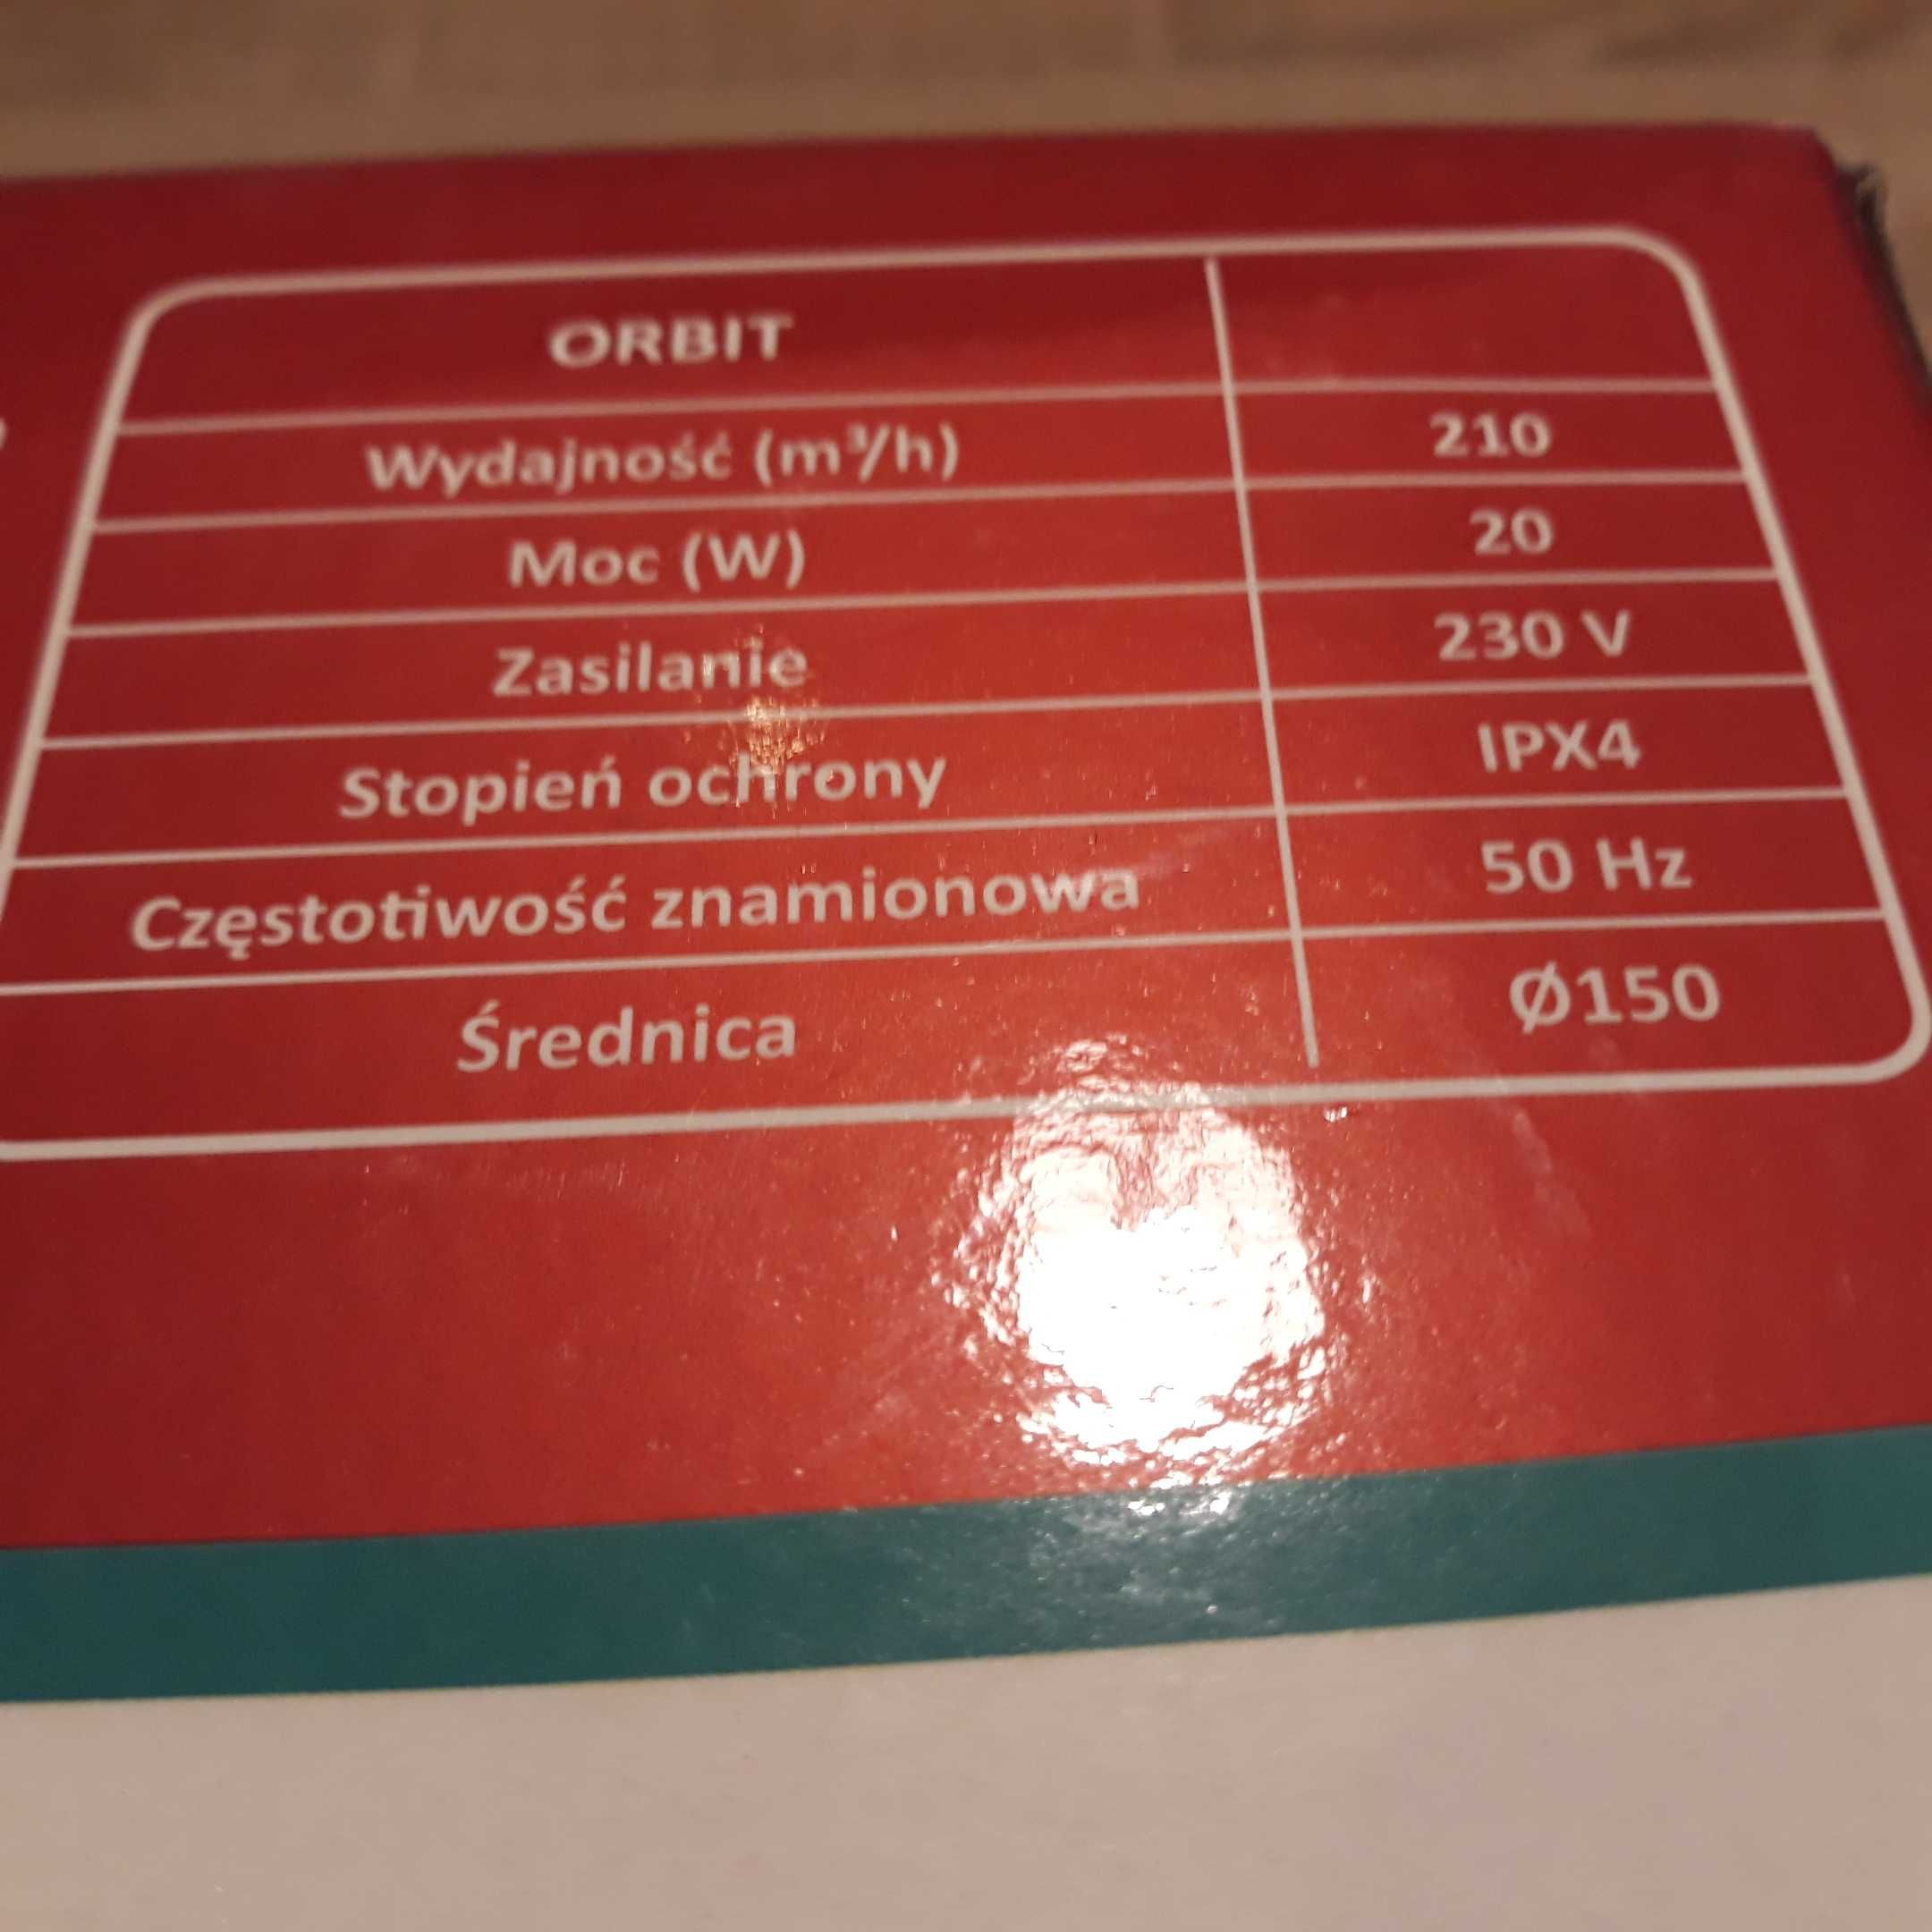 ORBIT
Wydajność (m³/h) 210
Moc (W) 20
Zasilanie 230 V
Stopień ochrony IPX4
Częstotiwość znamionowa 50 Hz
Średnica Ø150